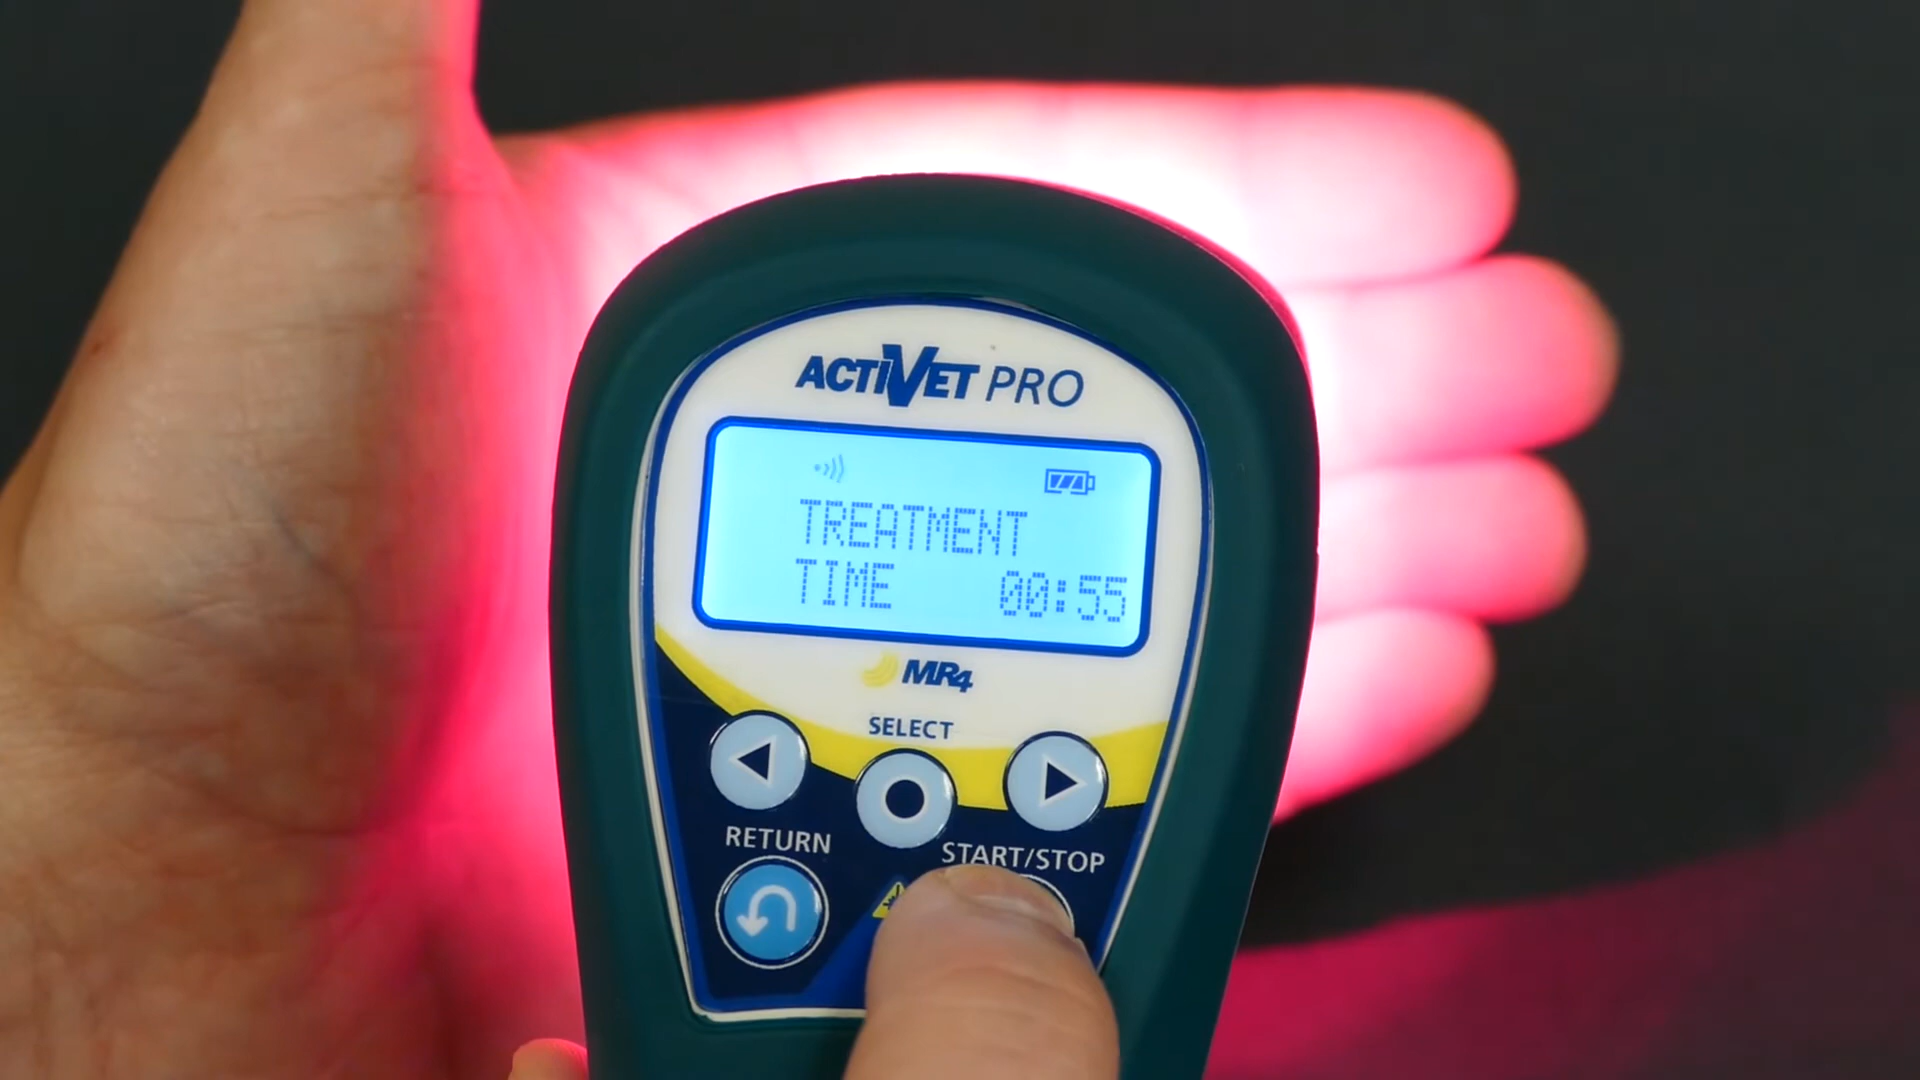 ACTIVET PRO
TREATMENT
TIME 00:55
MR4
SELECT
RETURN
START/STOP